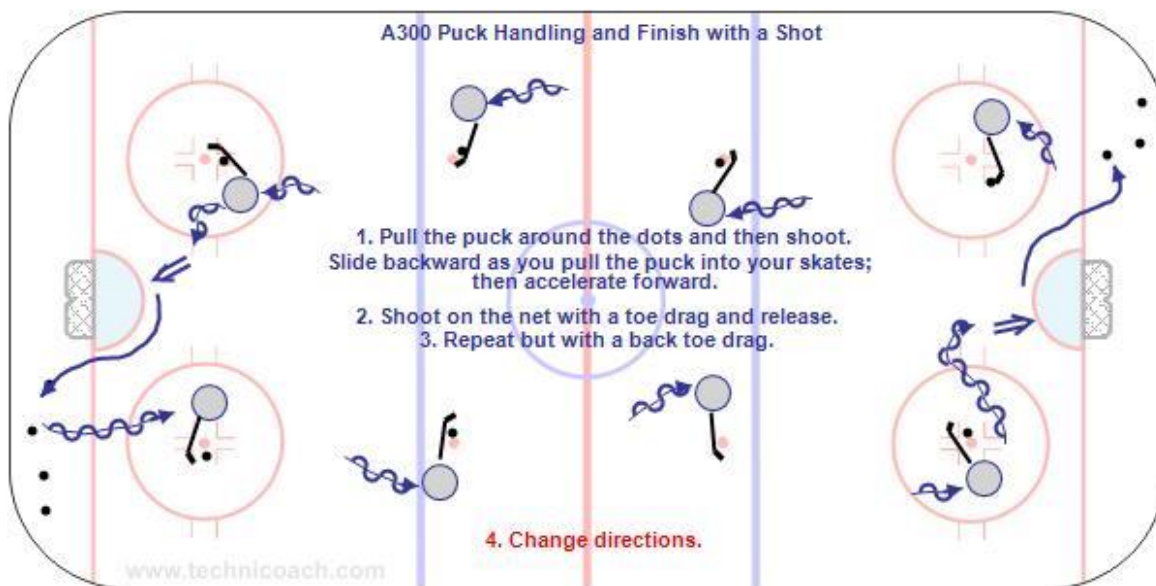 A300 Puck Handling and Finish with a Shot
1. Pull the puck around the dots and then shoot.
Slide backward as you pull the puck into your skates;
then accelerate forward.
2. Shoot on the net with a toe drag and release.
3. Repeat but with a back toe drag.
4. Change directions.
www.technicoach.com